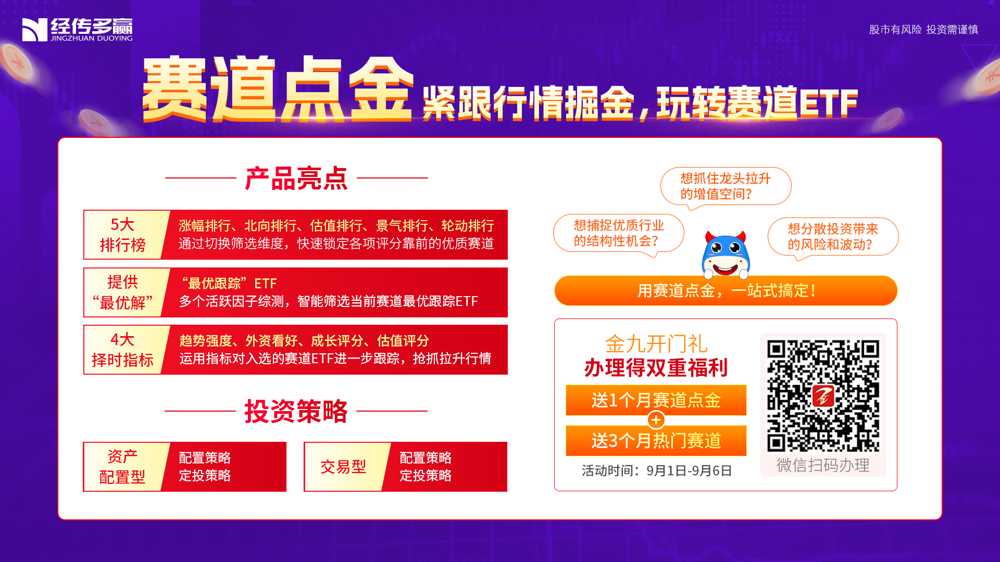 经传多赢
JINGZHUAN DUOYING
股市有风险 投资需谨慎
赛道点金 紧跟行情掘金,玩转赛道ETF
产品亮点
5大
排行榜
涨幅排行、北向排行、估值排行、景气排行、轮动排行
通过切换筛选维度，快速锁定各项评分靠前的优质赛道
提供
“最优解”
“最优跟踪”ETF
多个活跃因子综测，智能筛选当前赛道最优跟踪ETF
4大
择时指标
趋势强度、外资看好、成长评分、估值评分
运用指标对入选的赛道ETF进一步跟踪，抢抓拉升行情
投资策略
资产
配置型
配置策略
定投策略
交易型
配置策略
定投策略
想抓住龙头拉升
的增值空间?
想捕捉优质行业
的结构性机会?
想分散投资带来
的风险和波动?
用赛道点金，一站式搞定!
金九开门礼
办理得双重福利
送1个月赛道点金
+
送3个月热门赛道
活动时间：9月1日-9月6日
微信扫码办理